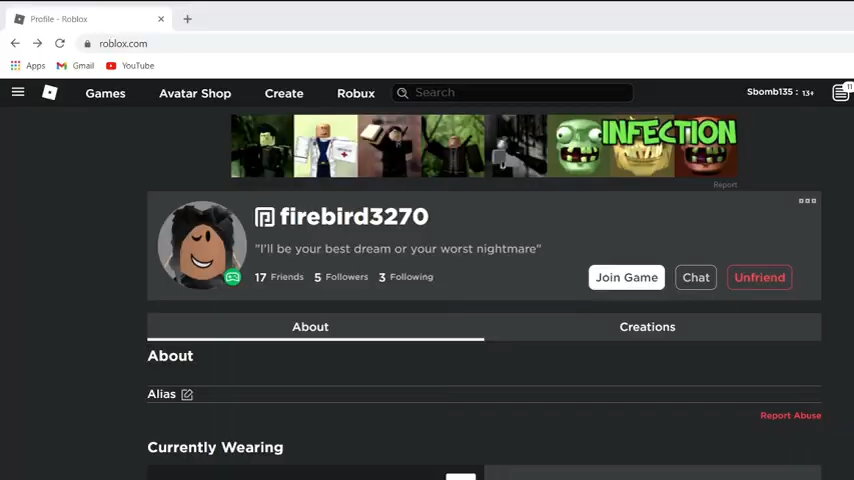 Profile - Roblox
roblox.com
Apps Gmail YouTube
Games Avatar Shop Create Robux Search Sbomb135 : 13+ 11
INFECTION
Report
firebird3270
"I'll be your best dream or your worst nightmare"
17 Friends 5 Followers 3 Following Join Game Chat Unfriend
About Creations
About
Alias
Report Abuse
Currently Wearing